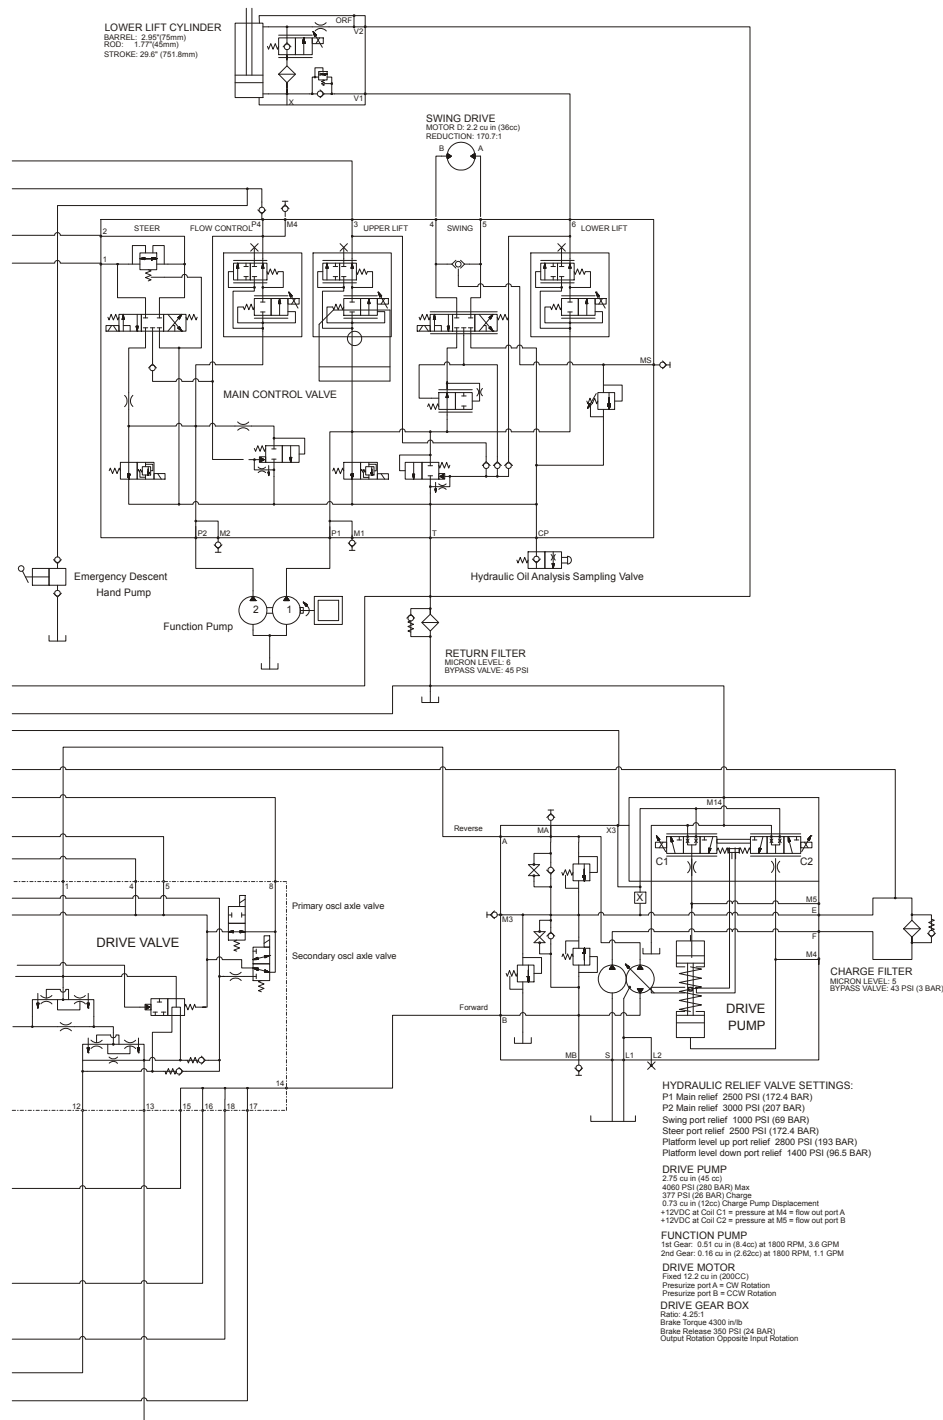 LOWER LIFT CYLINDER
BARREL: 2.95"(75mm)
ROD: 1.77"(45mm)
STROKE: 29.6" (751.8mm)
ORF
V2
X
V1
SWING DRIVE
MOTOR D: 2.2 cu in (36cc)
REDUCTION: 170.7:1
B A
2 STEER FLOW CONTROL P4 M4 3 UPPER LIFT 4 SWING 5 6 LOWER LIFT
1
MS
MAIN CONTROL VALVE
P2 M2 P1 M1 T CP
Emergency Descent
Hand Pump
Hydraulic Oil Analysis Sampling Valve
2 1
Function Pump
RETURN FILTER
MICRON LEVEL: 6
BYPASS VALVE: 45 PSI
M14
Reverse
MA
X3
A
C1
C2
1 4 5 8
X
M5
E
Primary oscl axle valve
M3
F
DRIVE VALVE
Secondary oscl axle valve
M4
CHARGE FILTER
MICRON LEVEL: 5
BYPASS VALVE: 43 PSI (3 BAR)
DRIVE
PUMP
Forward
B
MB S L1 L2
14
12 13 15 16 18 17
HYDRAULIC RELIEF VALVE SETTINGS:
P1 Main relief 2500 PSI (172.4 BAR)
P2 Main relief 3000 PSI (207 BAR)
Swing port relief 1000 PSI (69 BAR)
Steer port relief 2500 PSI (172.4 BAR)
Platform level up port relief 2800 PSI (193 BAR)
Platform level down port relief 1400 PSI (96.5 BAR)
DRIVE PUMP
2.75 cu in (45 cc)
4060 PSI (280 BAR) Max
377 PSI (26 BAR) Charge
0.73 cu in (12cc) Charge Pump Displacement
+12VDC at Coil C1 = pressure at M4 = flow out port A
+12VDC at Coil C2 = pressure at M5 = flow out port B
FUNCTION PUMP
1st Gear: 0.51 cu in (8.4cc) at 1800 RPM, 3.6 GPM
2nd Gear: 0.16 cu in (2.62cc) at 1800 RPM, 1.1 GPM
DRIVE MOTOR
Fixed 12.2 cu in (200CC)
Presurize port A = CW Rotation
Presurize port B = CCW Rotation
DRIVE GEAR BOX
Ratio: 4.25:1
Brake Torque 4300 in/lb
Brake Release 350 PSI (24 BAR)
Output Rotation Opposite Input Rotation